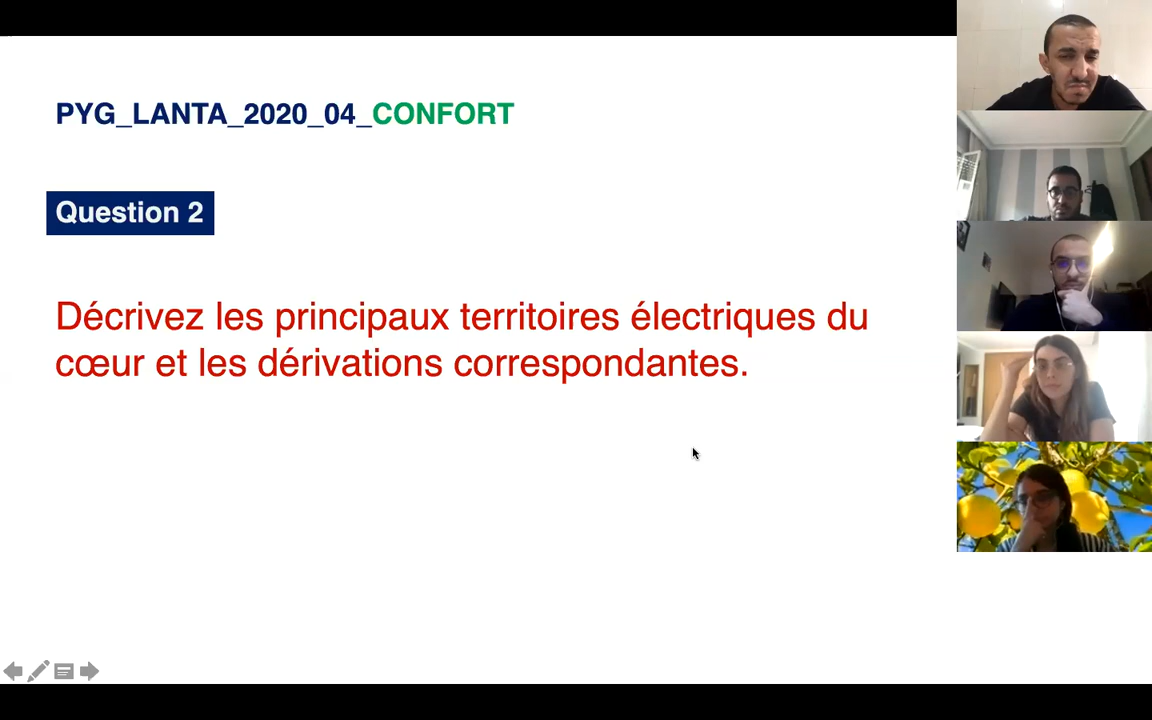 PYG_LANTA_2020_04_CONFORT
Question 2
Décrivez les principaux territoires électriques du
cœur et les dérivations correspondantes.